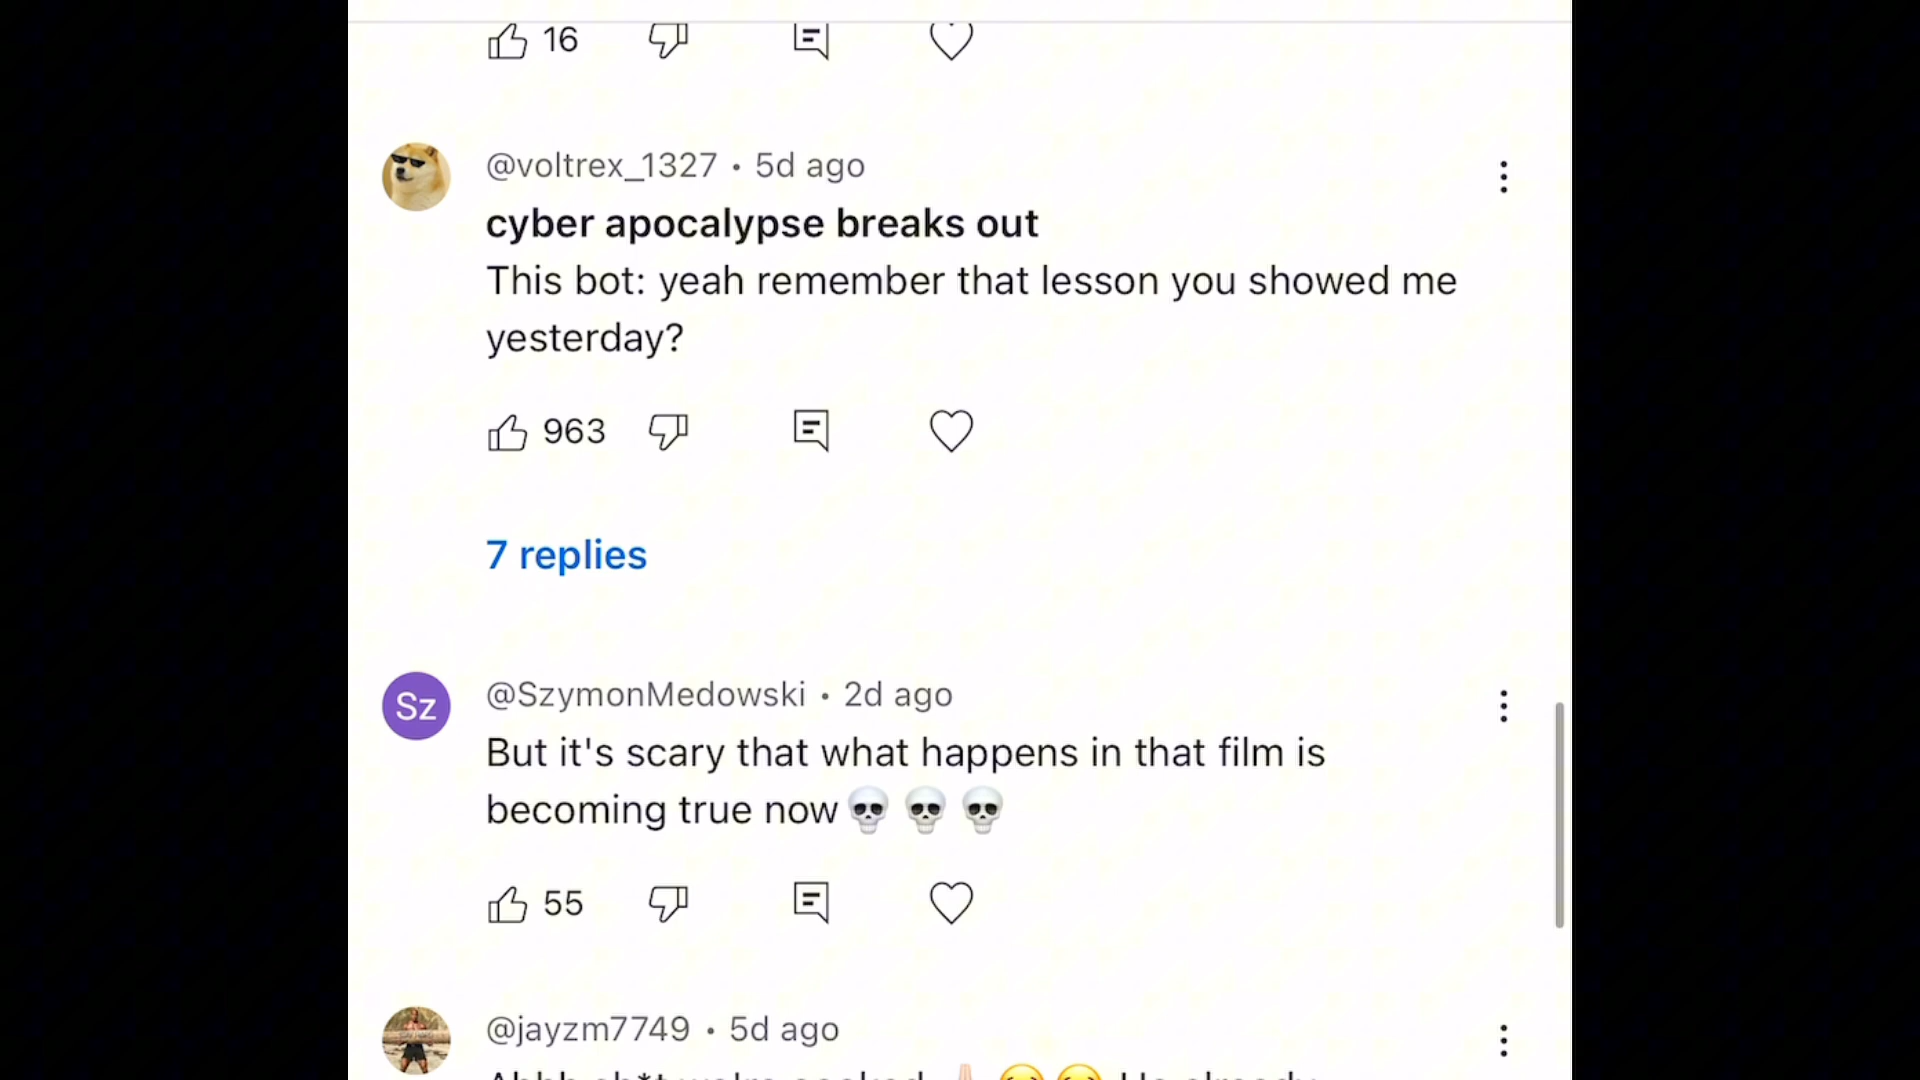 16
@voltrex_1327 • 5d ago
cyber apocalypse breaks out
This bot: yeah remember that lesson you showed me
yesterday?
963
7 replies
Sz
@SzymonMedowski • 2d ago
But it's scary that what happens in that film is
becoming true now💀💀💀
55
@jayzm7749 • 5d ago